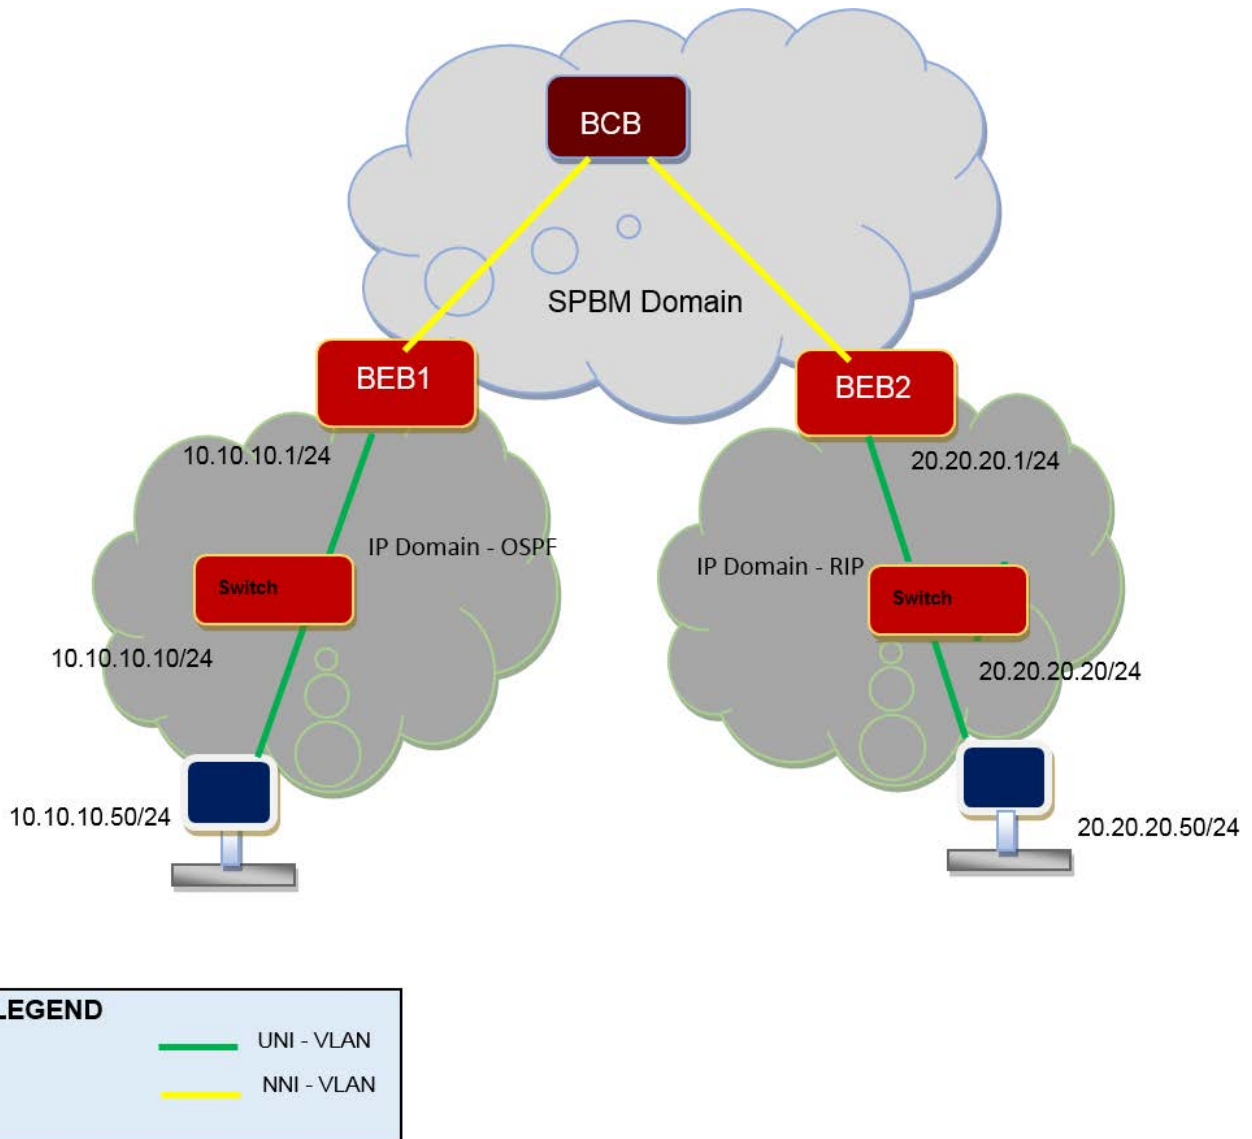 BCB
SPBM Domain
BEB1
BEB2
10.10.10.1/24
20.20.20.1/24
IP Domain - OSPF
IP Domain - RIP
Switch
Switch
10.10.10.10/24
20.20.20.20/24
10.10.10.50/24
20.20.20.50/24
LEGEND
UNI - VLAN
NNI - VLAN